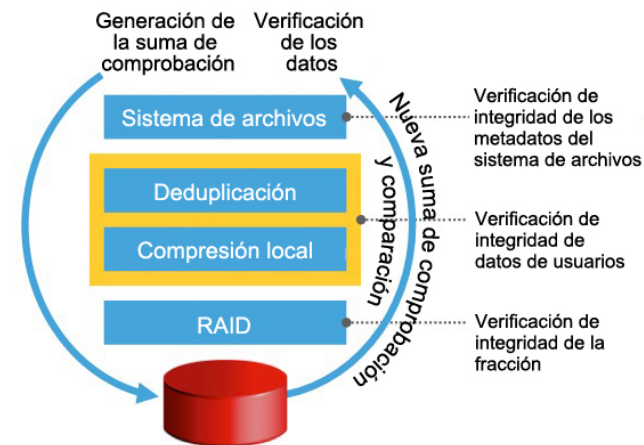 Generación de
la suma de
comprobación
Verificación
de los
datos
Sistema de archivos
Deduplicación
Compresión local
RAID
Nueva suma de comprobación
y comparación
Verificación de
integridad de los
metadatos del
sistema de archivos
Verificación de
integridad de
datos de usuarios
Verificación de
integridad de la
fracción